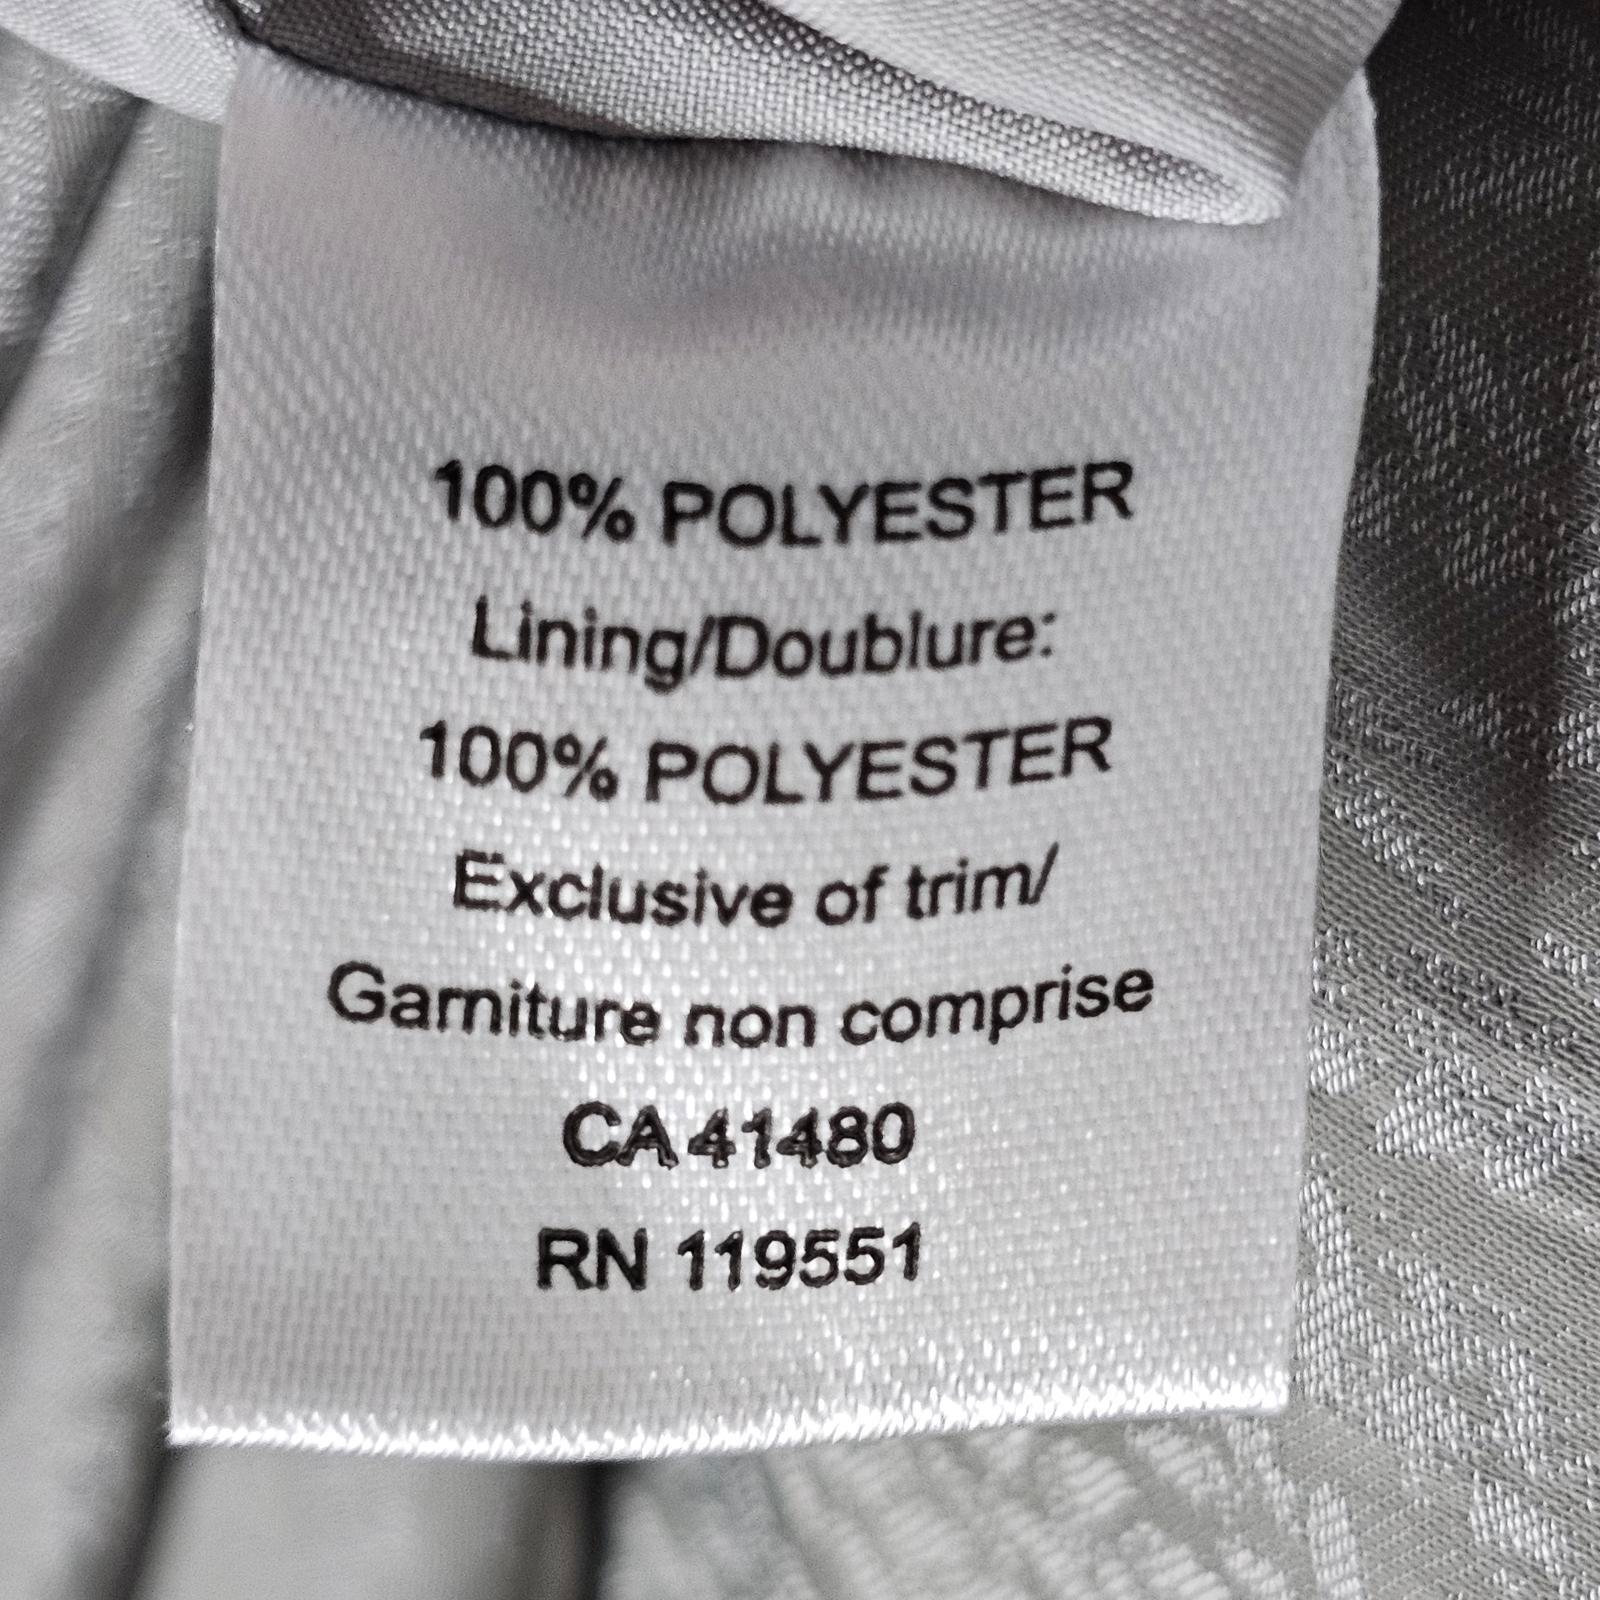 100% POLYESTER
Lining/Doublure:
100% POLYESTER
Exclusive of trim/
Garniture non comprise
CA 41480
RN 119551